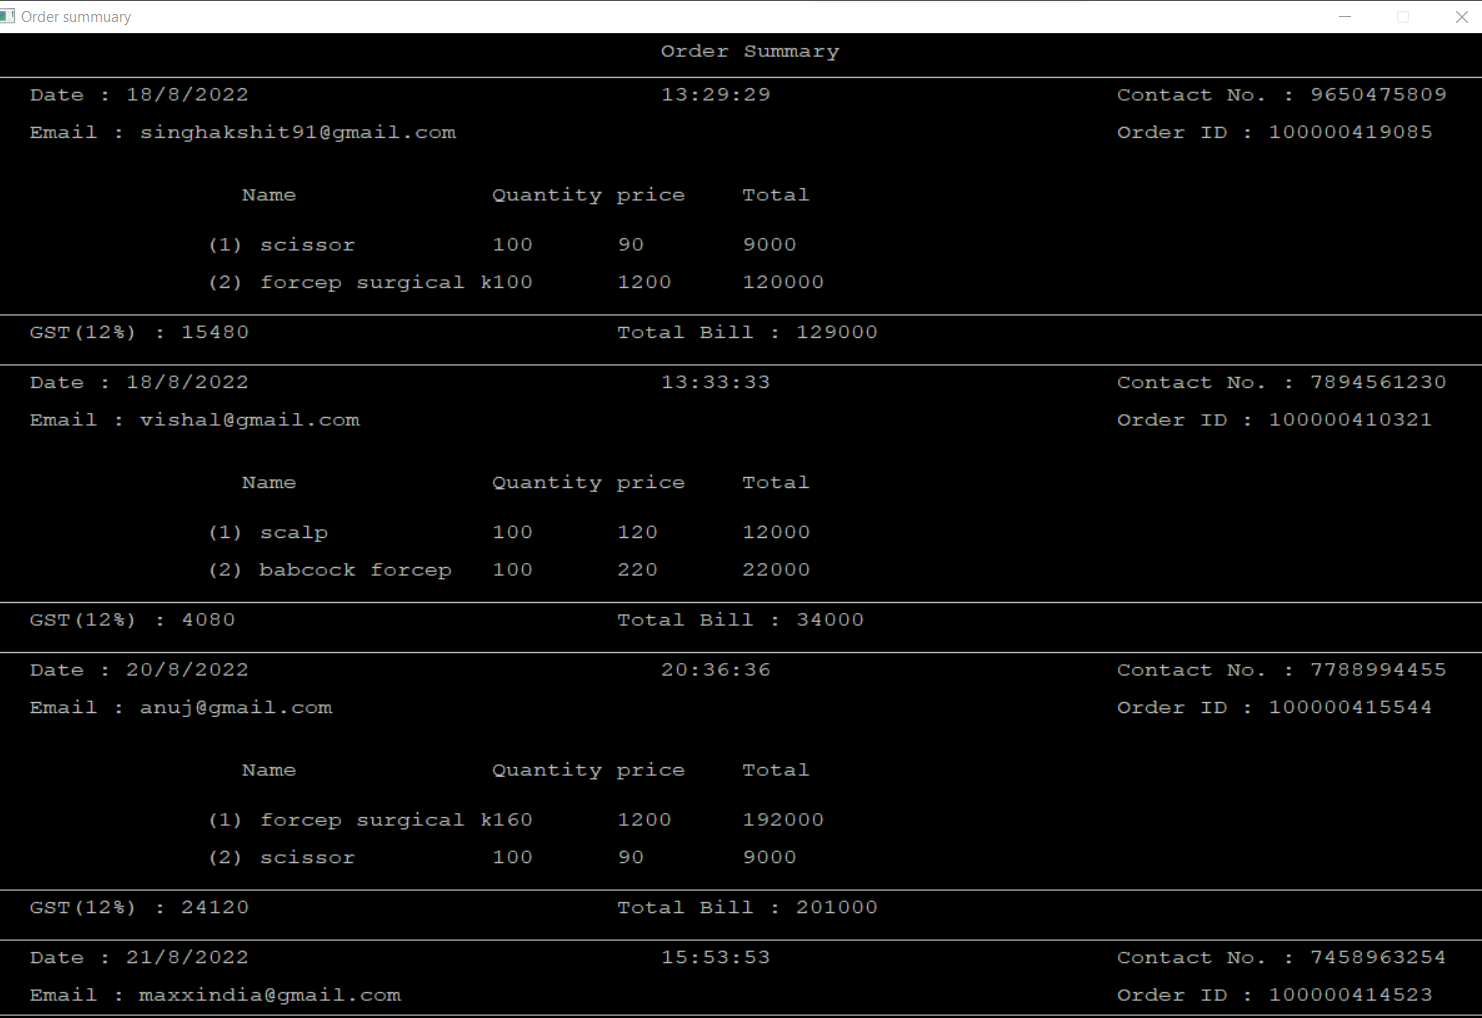 Order summuary
Order Summary
Date : 18/8/2022 13:29:29 Contact No. : 9650475809
Email : singhakshit91@gmail.com Order ID : 100000419085
Name Quantity price Total
(1) scissor 100 90 9000
(2) forcep surgical k100 1200 120000
GST(12%) : 15480 Total Bill : 129000
Date : 18/8/2022 13:33:33 Contact No. : 7894561230
Email : vishal@gmail.com Order ID : 100000410321
Name Quantity price Total
(1) scalp 100 120 12000
(2) babcock forcep 100 220 22000
GST(12%) : 4080 Total Bill : 34000
Date : 20/8/2022 20:36:36 Contact No. : 7788994455
Email : anuj@gmail.com Order ID : 100000415544
Name Quantity price Total
(1) forcep surgical k160 1200 192000
(2) scissor 100 90 9000
GST(12%) : 24120 Total Bill : 201000
Date : 21/8/2022 15:53:53 Contact No. : 7458963254
Email : maxxindia@gmail.com Order ID : 100000414523